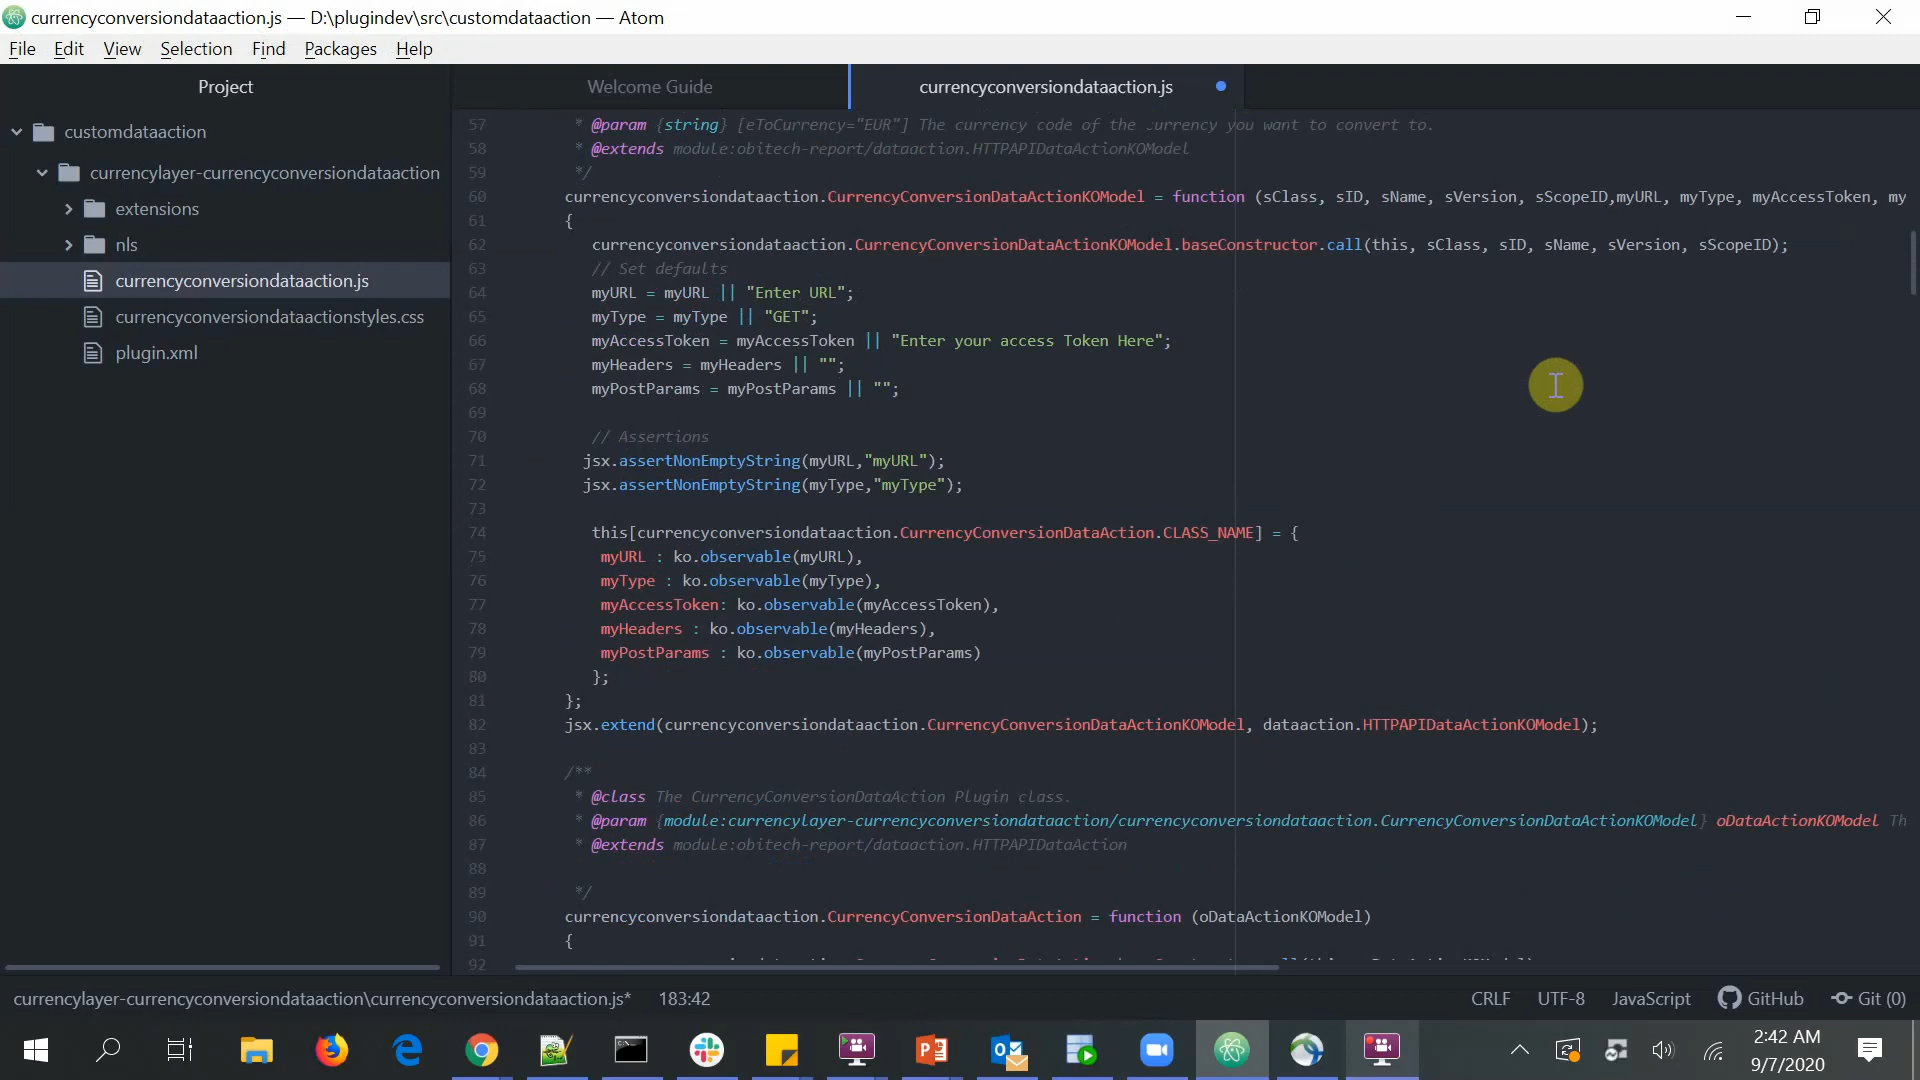 currencyconversiondataaction.js — D:\plugindev\src\customdataaction — Atom
File Edit View Selection Find Packages Help
Project
Welcome Guide
currencyconversiondataaction.js
customdataaction
currencylayer-currencyconversiondataaction
extensions
nls
currencyconversiondataaction.js
currencyconversiondataactionstyles.css
plugin.xml
57 * @param {string} [eToCurrency="EUR"] The currency code of the currency you want to convert to.
58 * @extends module:obitech-report/dataaction.HTTPAPIDataActionKOModel
59 */
60 currencyconversiondataaction.CurrencyConversionDataActionKOModel = function (sClass, sID, sName, sVersion, sScopeID,myURL, myType, myAccessToken, my
61 {
62 currencyconversiondataaction.CurrencyConversionDataActionKOModel.baseConstructor.call(this, sClass, sID, sName, sVersion, sScopeID);
63 // Set defaults
64 myURL = myURL || "Enter URL";
65 myType = myType || "GET";
66 myAccessToken = myAccessToken || "Enter your access Token Here";
67 myHeaders = myHeaders || "";
68 myPostParams = myPostParams || "";
69
70 // Assertions
71 jsx.assertNonEmptyString(myURL,"myURL");
72 jsx.assertNonEmptyString(myType,"myType");
73
74 this[currencyconversiondataaction.CurrencyConversionDataAction.CLASS_NAME] = {
75 myURL : ko.observable(myURL),
76 myType : ko.observable(myType),
77 myAccessToken: ko.observable(myAccessToken),
78 myHeaders : ko.observable(myHeaders),
79 myPostParams : ko.observable(myPostParams)
80 };
81 };
82 jsx.extend(currencyconversiondataaction.CurrencyConversionDataActionKOModel, dataaction.HTTPAPIDataActionKOModel);
83
84 /**
85 * @class The CurrencyConversionDataAction Plugin class.
86 * @param {module:currencylayer-currencyconversiondataaction/currencyconversiondataaction.CurrencyConversionDataActionKOModel} oDataActionKOModel Th
87 * @extends module:obitech-report/dataaction.HTTPAPIDataAction
88
89 */
90 currencyconversiondataaction.CurrencyConversionDataAction = function (oDataActionKOModel)
91 {
92
currencylayer-currencyconversiondataaction\currencyconversiondataaction.js* 183:42 CRLF UTF-8 JavaScript GitHub Git (0)
2:42 AM
9/7/2020